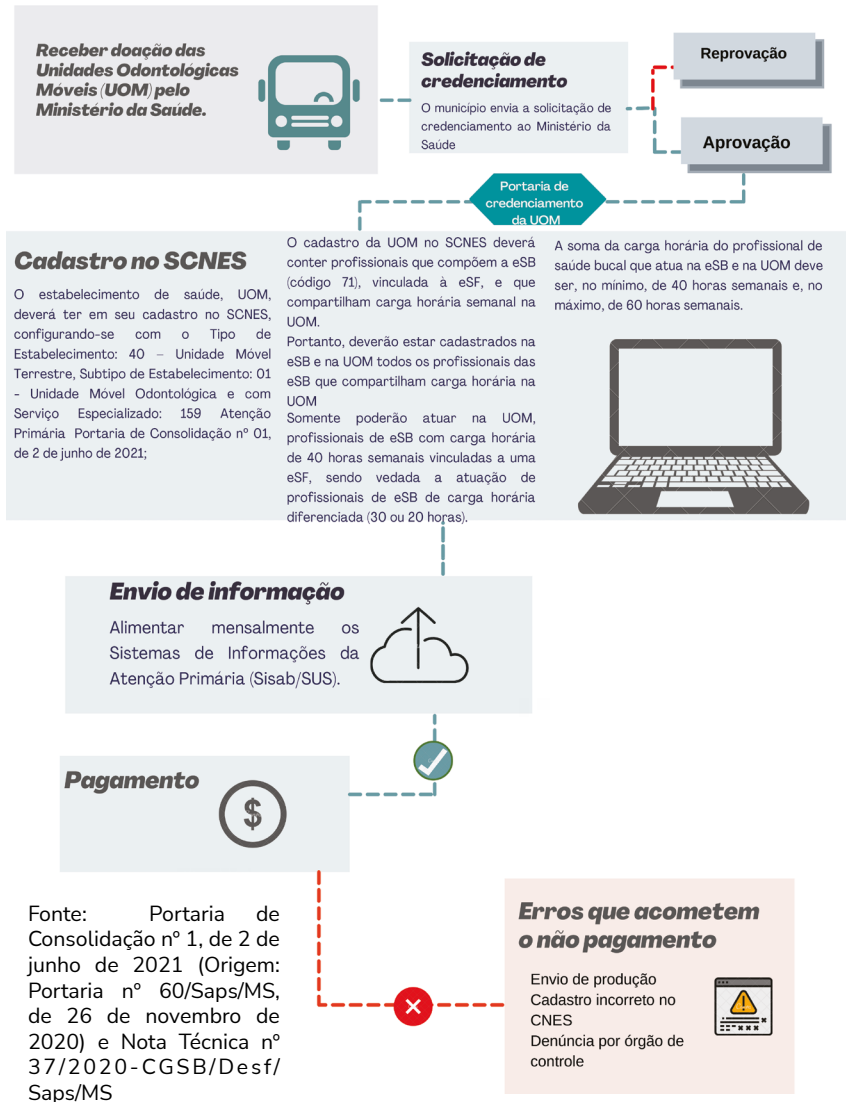 Receber doação das
Unidades Odontológicas
Móveis (UOM) pelo
Ministério da Saúde.
Solicitação de
credenciamento
O município envia a solicitação de
credenciamento ao Ministério da
Saúde
Reprovação
Aprovação
Portaria de
credenciamento
da UOM
Cadastro no SCNES
O estabelecimento de saúde, UOM,
deverá ter em seu cadastro no SCNES,
configurando-se com o Tipo de
Estabelecimento: 40 – Unidade Móvel
Terrestre, Subtipo de Estabelecimento: 01
- Unidade Móvel Odontológica e com
Serviço Especializado: 159 Atenção
Primária Portaria de Consolidação nº 01,
de 2 de junho de 2021;
O cadastro da UOM no SCNES deverá
conter profissionais que compõem a eSB
(código 71), vinculada à eSF, e que
compartilham carga horária semanal na
UOM.
Portanto, deverão estar cadastrados na
eSB e na UOM todos os profissionais das
eSB que compartilham carga horária na
UOM
Somente poderão atuar na UOM,
profissionais de eSB com carga horária
de 40 horas semanais vinculadas a uma
eSF, sendo vedada a atuação de
profissionais de eSB de carga horária
diferenciada (30 ou 20 horas).
A soma da carga horária do profissional de
saúde bucal que atua na eSB e na UOM deve
ser, no mínimo, de 40 horas semanais e, no
máximo, de 60 horas semanais.
Envio de informação
Alimentar mensalmente os
Sistemas de Informações da
Atenção Primária (Sisab/SUS).
Pagamento
$
Fonte: Portaria de
Consolidação nº 1, de 2 de
junho de 2021 (Origem:
Portaria nº 60/Saps/MS,
de 26 de novembro de
2020) e Nota Técnica nº
37/2020-CGSB/Desf/
Saps/MS
Erros que acometem
o não pagamento
Envio de produção
Cadastro incorreto no
CNES
Denúncia por órgão de
controle